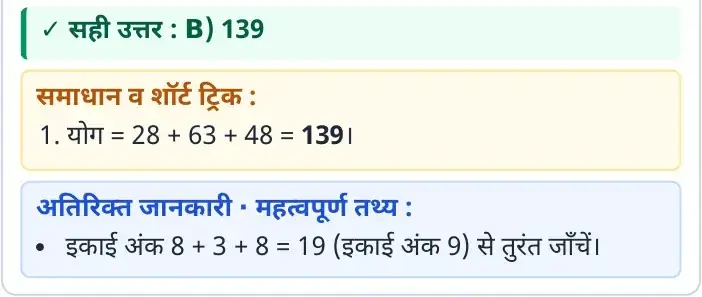 ✓ सही उत्तर : B) 139
समाधान व शॉर्ट ट्रिक :
1. योग = 28 + 63 + 48 = 139।
अतिरिक्त जानकारी · महत्वपूर्ण तथ्य :
• इकाई अंक 8 + 3 + 8 = 19 (इकाई अंक 9) से तुरंत जाँचें।